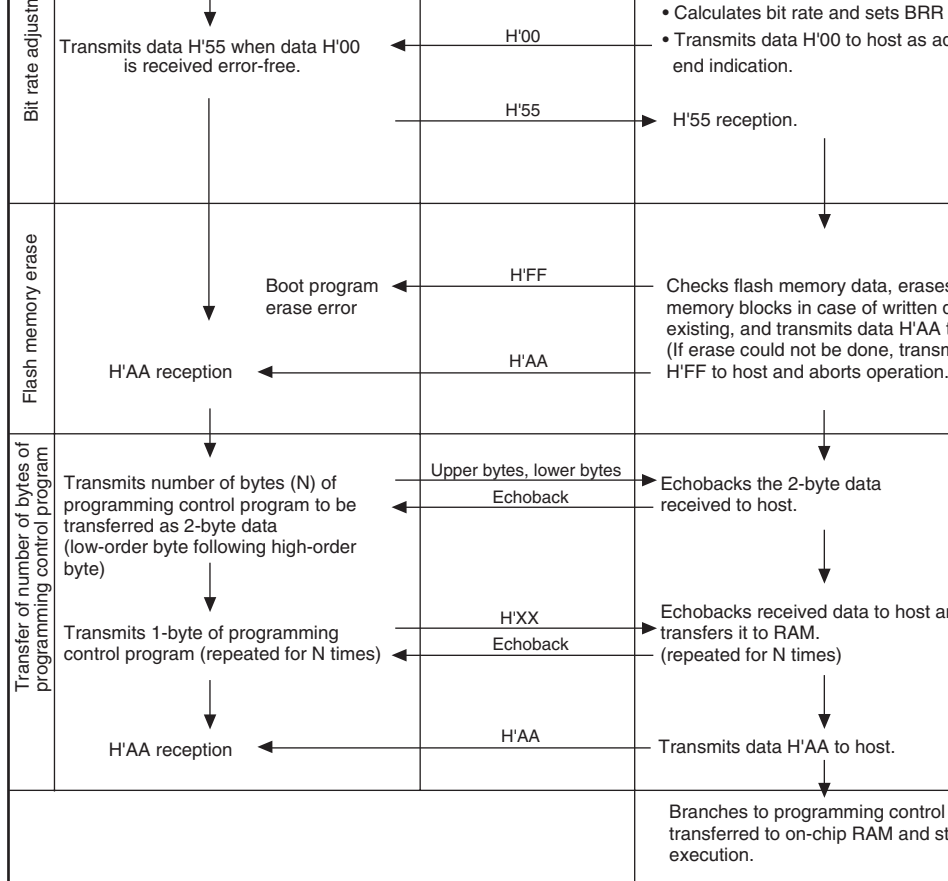 Bit rate
Transmits data H'55 when data H'00
is received error-free.
H'00
• Calculates bit rate and sets BRR
• Transmits data H'00 to host as
end indication.
H'55
H'55 reception.
Flash memory erase
Boot program
erase error
H'FF
Checks flash memory data,
memory blocks in case of written
existing, and transmits data H'AA
(If erase could not be done,
H'FF to host and aborts operation.
H'AA reception
H'AA
Transfer of number of bytes of
programming control program
Transmits number of bytes (N) of
programming control program to be
transferred as 2-byte data
(low-order byte following high-order
byte)
Upper bytes, lower bytes
Echoback
Echobacks the 2-byte data
received to host.
Transmits 1-byte of programming
control program (repeated for N times)
H'XX
Echoback
Echobacks received data to host
transfers it to RAM.
(repeated for N times)
H'AA reception
H'AA
Transmits data H'AA to host.
Branches to programming control
transferred to on-chip RAM and
execution.